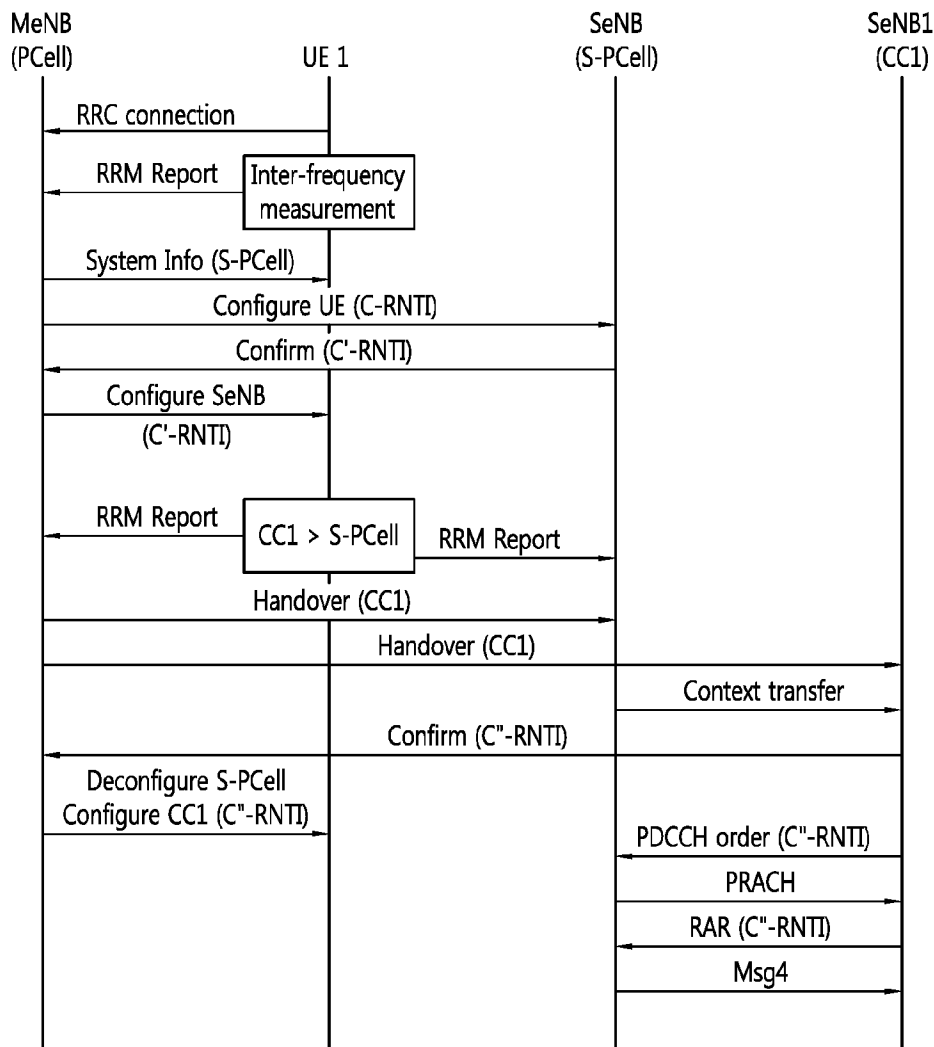 MeNB
(PCell)
UE 1
SeNB
(S-PCell)
SeNB1
(CC1)
RRC connection
RRM Report
Inter-frequency
measurement
System Info (S-PCell)
Configure UE (C-RNTI)
Confirm (C'-RNTI)
Configure SeNB
(C'-RNTI)
RRM Report
CC1 > S-PCell
RRM Report
Handover (CC1)
Handover (CC1)
Context transfer
Confirm (C"-RNTI)
Deconfigure S-PCell
Configure CC1 (C"-RNTI)
PDCCH order (C"-RNTI)
PRACH
RAR (C"-RNTI)
Msg4